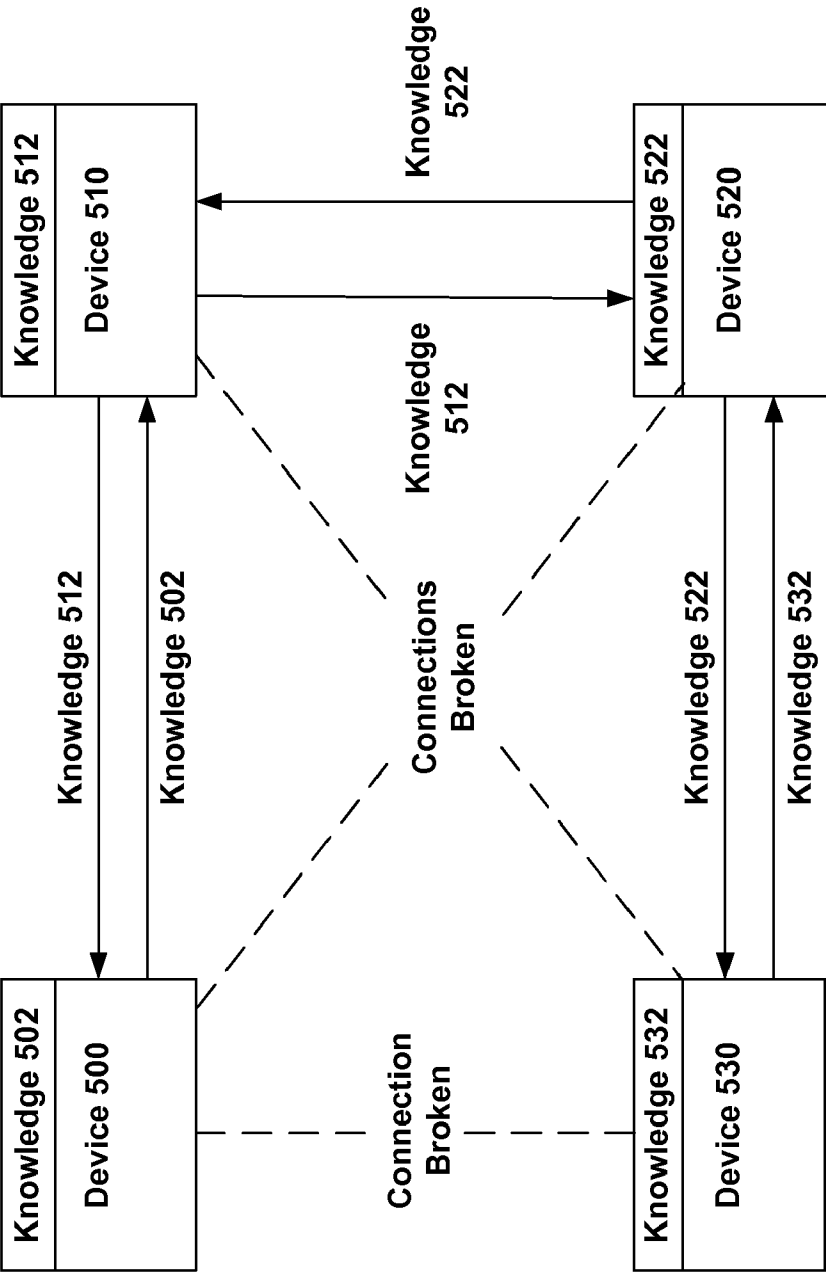 Knowledge 502
Device 500
Knowledge 512
Knowledge 502
Knowledge 512
Device 510
Connection
Broken
Connections
Broken
Knowledge
512
Knowledge
522
Knowledge 532
Device 530
Knowledge 522
Knowledge 532
Knowledge 522
Device 520